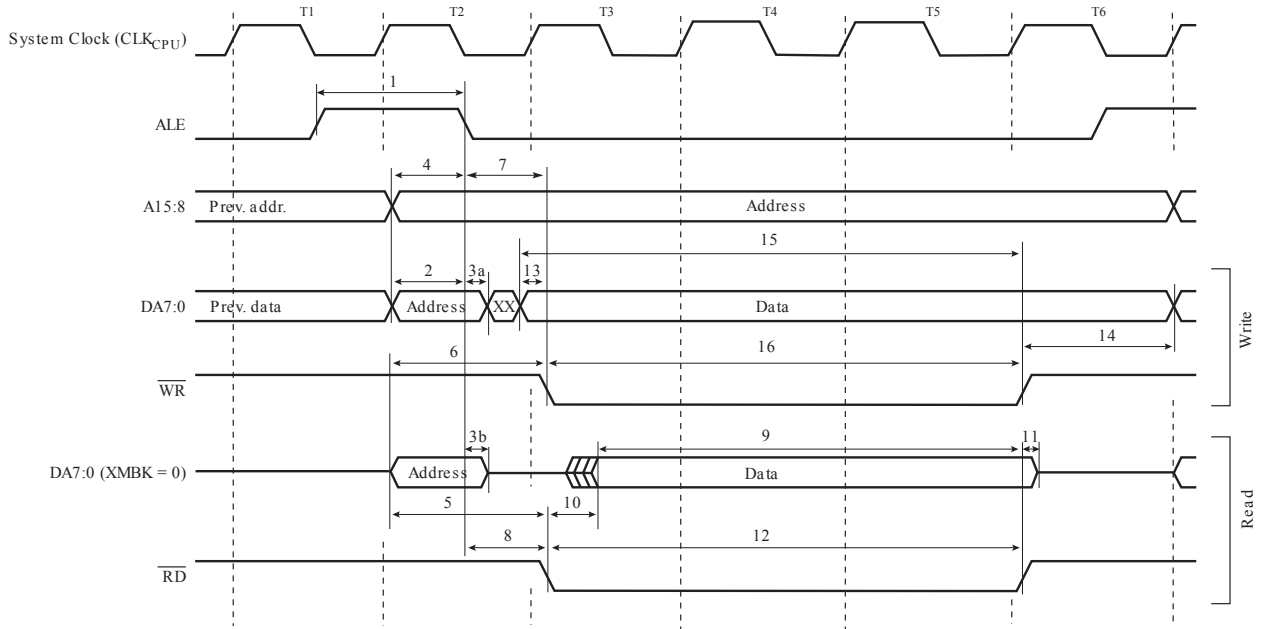 T1 T2 T3 T4 T5 T6
System Clock (CLKCPU)
1
ALE
4 7
A15:8 Prev. addr. Address
15
2 3a 13
DA7:0 Prev. data Address XX Data
14
6 16
WR
Write
3b 9 11
DA7:0 (XMBK = 0) Address Data
5 10
8 12
RD
Read